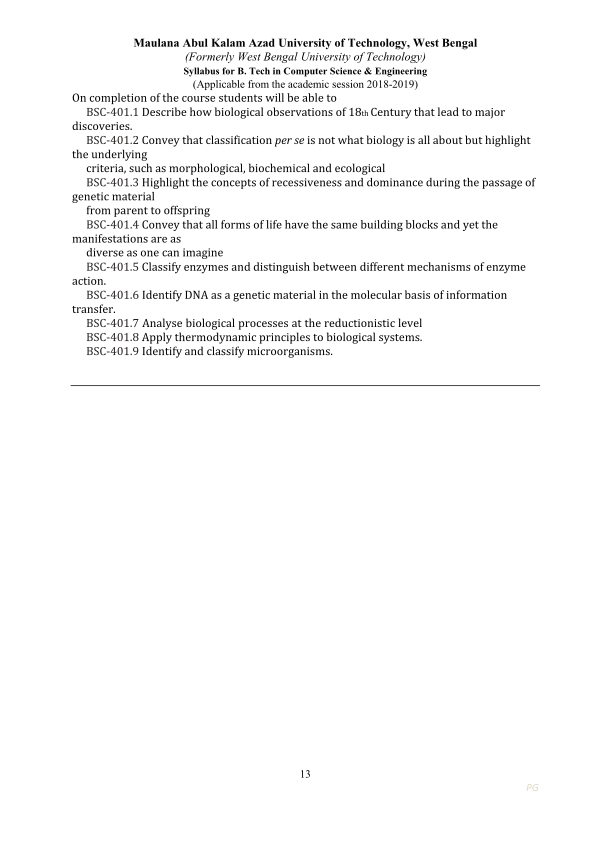 Maulana Abul Kalam Azad University of Technology, West Bengal
(Formerly West Bengal University of Technology)
Syllabus for B. Tech in Computer Science & Engineering
(Applicable from the academic session 2018-2019)
On completion of the course students will be able to
BSC-401.1 Describe how biological observations of 18th Century that lead to major
discoveries.
BSC-401.2 Convey that classification per se is not what biology is all about but highlight
the underlying
criteria, such as morphological, biochemical and ecological
BSC-401.3 Highlight the concepts of recessiveness and dominance during the passage of
genetic material
from parent to offspring
BSC-401.4 Convey that all forms of life have the same building blocks and yet the
manifestations are as
diverse as one can imagine
BSC-401.5 Classify enzymes and distinguish between different mechanisms of enzyme
action.
BSC-401.6 Identify DNA as a genetic material in the molecular basis of information
transfer.
BSC-401.7 Analyse biological processes at the reductionistic level
BSC-401.8 Apply thermodynamic principles to biological systems.
BSC-401.9 Identify and classify microorganisms.
13
PG